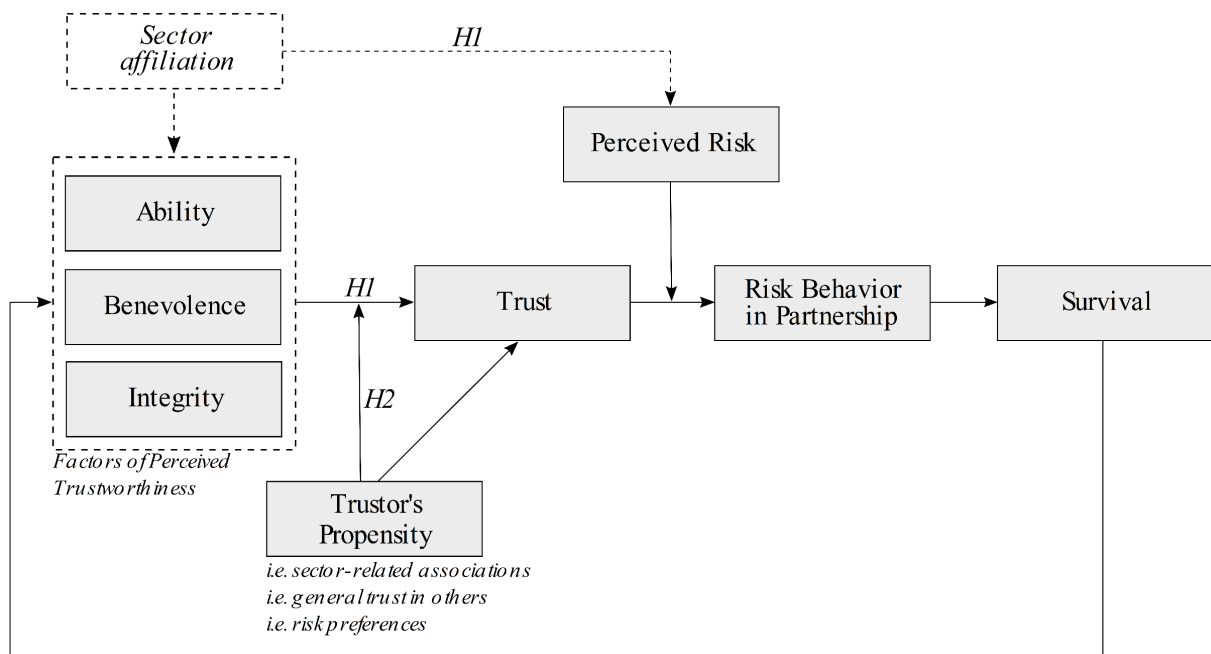 Sector
affiliation
H1
Perceived Risk
Ability
Benevolence
Integrity
Factors of Perceived
Trustworthiness
H1
Trust
Risk Behavior
in Partnership
Survival
H2
Trustor's
Propensity
i.e. sector-related associations
i.e. general trust in others
i.e. risk preferences